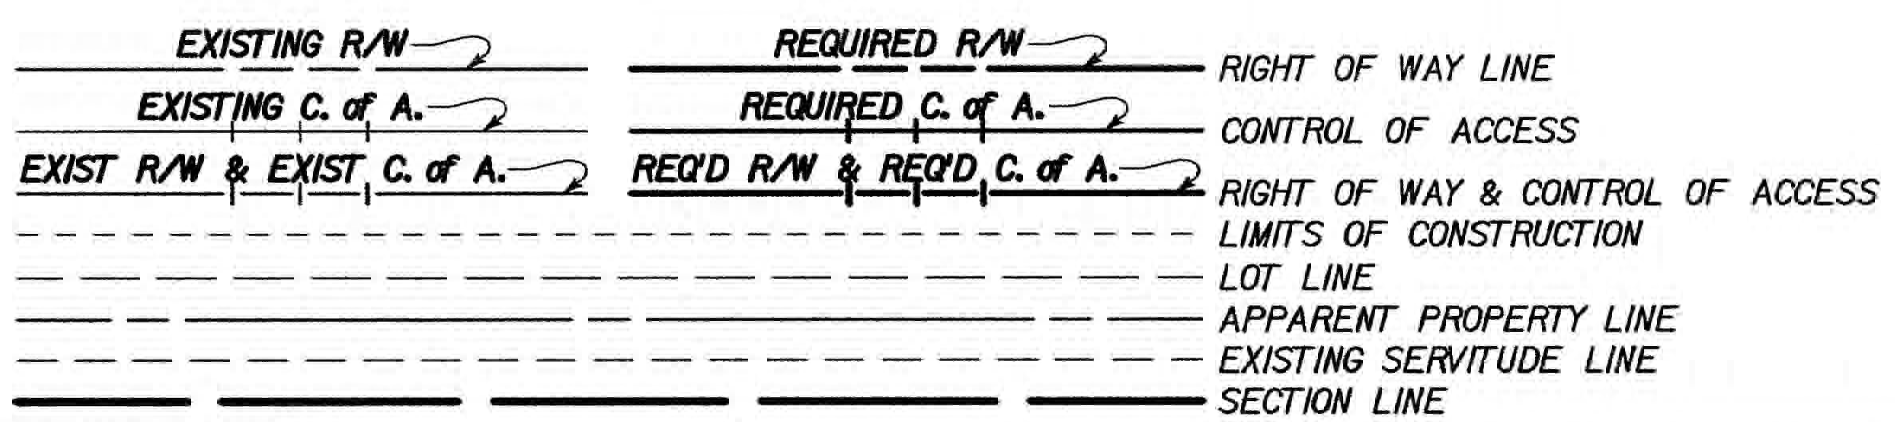 EXISTING R/W REQUIRED R/W RIGHT OF WAY LINE
EXISTING C. of A. REQUIRED C. of A. CONTROL OF ACCESS
EXIST R/W & EXIST C. of A. REQ'D R/W & REQ'D C. of A. RIGHT OF WAY & CONTROL OF ACCESS
LIMITS OF CONSTRUCTION
LOT LINE
APPARENT PROPERTY LINE
EXISTING SERVITUDE LINE
SECTION LINE